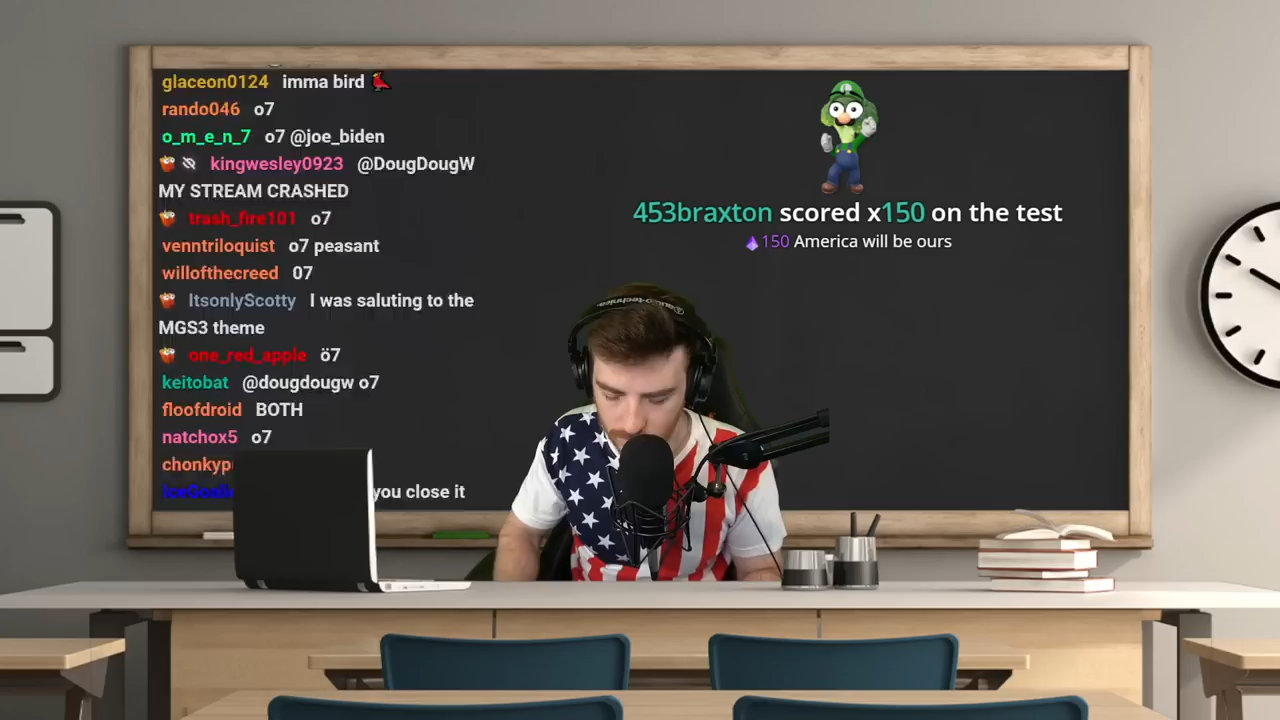 glaceon0124 imma bird
rando046 o7
o_m_e_n_7 o7 @joe_biden
kingwesley0923 @DougDougW
MY STREAM CRASHED
trash_fire101 o7
venntriloquist o7 peasant
willofthecreed 07
ItsonlyScotty I was saluting to the
MGS3 theme
one_red_apple ö7
keitobat @dougdougw o7
floofdroid BOTH
natchox5 o7
you close it
453braxton scored x150 on the test
150 America will be ours
audio-technica